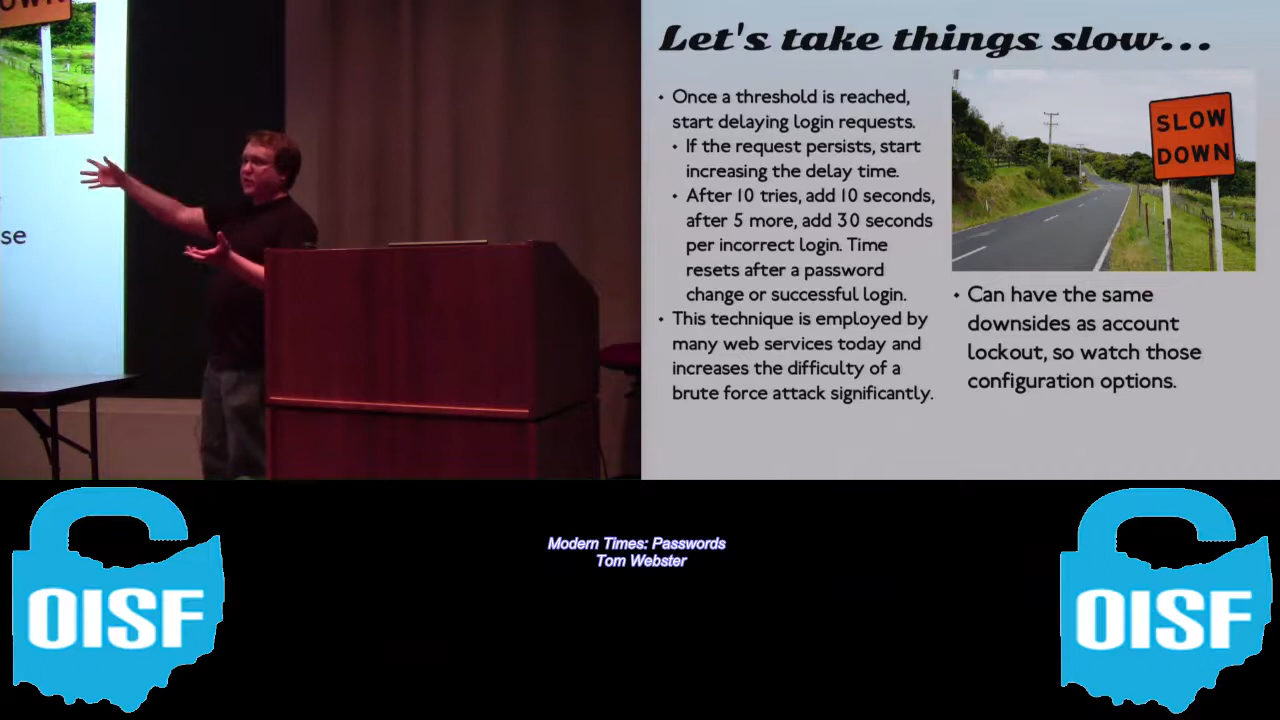 OWN
se
Let's take things slow...
• Once a threshold is reached,
start delaying login requests.
• If the request persists, start
increasing the delay time.
• After 10 tries, add 10 seconds,
after 5 more, add 30 seconds
per incorrect login. Time
resets after a password
change or successful login.
• This technique is employed by
many web services today and
increases the difficulty of a
brute force attack significantly.
SLOW
DOWN
• Can have the same
downsides as account
lockout, so watch those
configuration options.
Modern Times: Passwords
Tom Webster
OISF
OISF